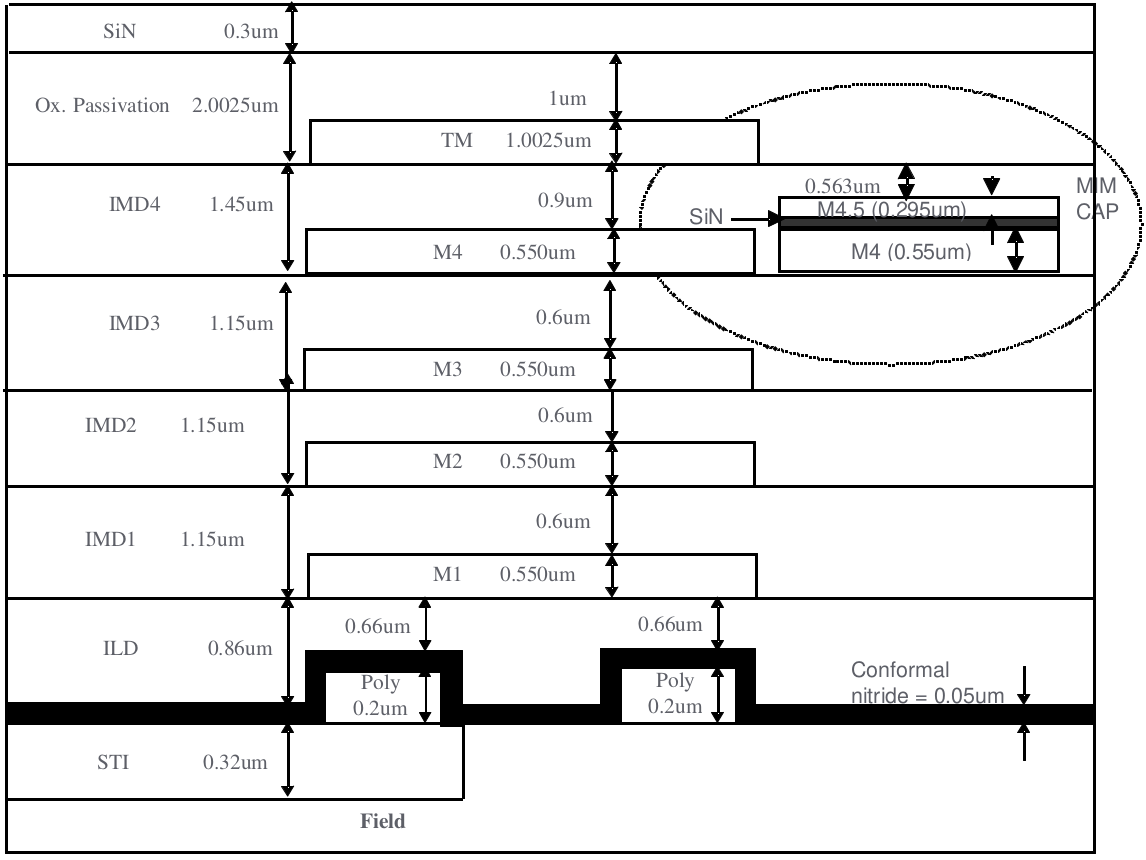 SiN 0.3um
1um
Ox. Passivation 2.0025um
TM 1.0025um
0.563um
MIM
CAP
IMD4 1.45um
0.9um
SiN
M4.5 (0.295um)
M4 0.550um
M4 (0.55um)
IMD3 1.15um
0.6um
M3 0.550um
IMD2 1.15um
0.6um
M2 0.550um
IMD1 1.15um
0.6um
M1 0.550um
0.66um
0.66um
ILD 0.86um
Poly
0.2um
Poly
0.2um
Conformal
nitride = 0.05um
STI 0.32um
Field